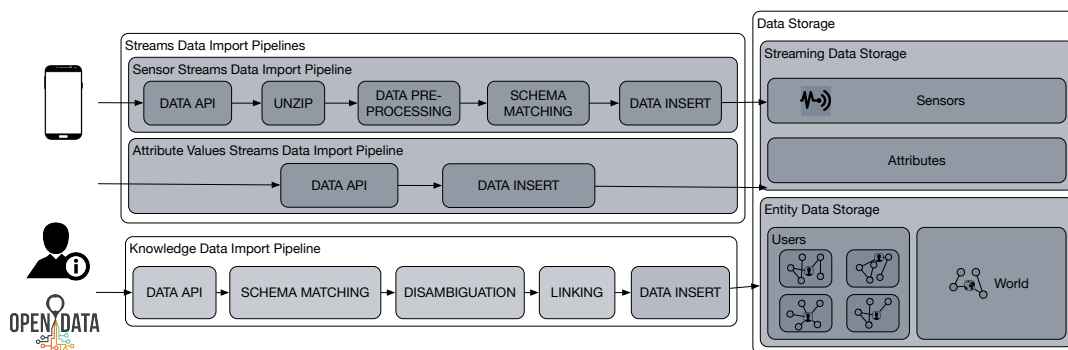 Streams Data Import Pipelines
Sensor Streams Data Import Pipeline
DATA API
UNZIP
DATA PRE-
PROCESSING
SCHEMA
MATCHING
DATA INSERT
Attribute Values Streams Data Import Pipeline
DATA API
DATA INSERT
Knowledge Data Import Pipeline
DATA API
SCHEMA MATCHING
DISAMBIGUATION
LINKING
DATA INSERT
OPEN DATA
Data Storage
Streaming Data Storage
Sensors
Attributes
Entity Data Storage
Users
World